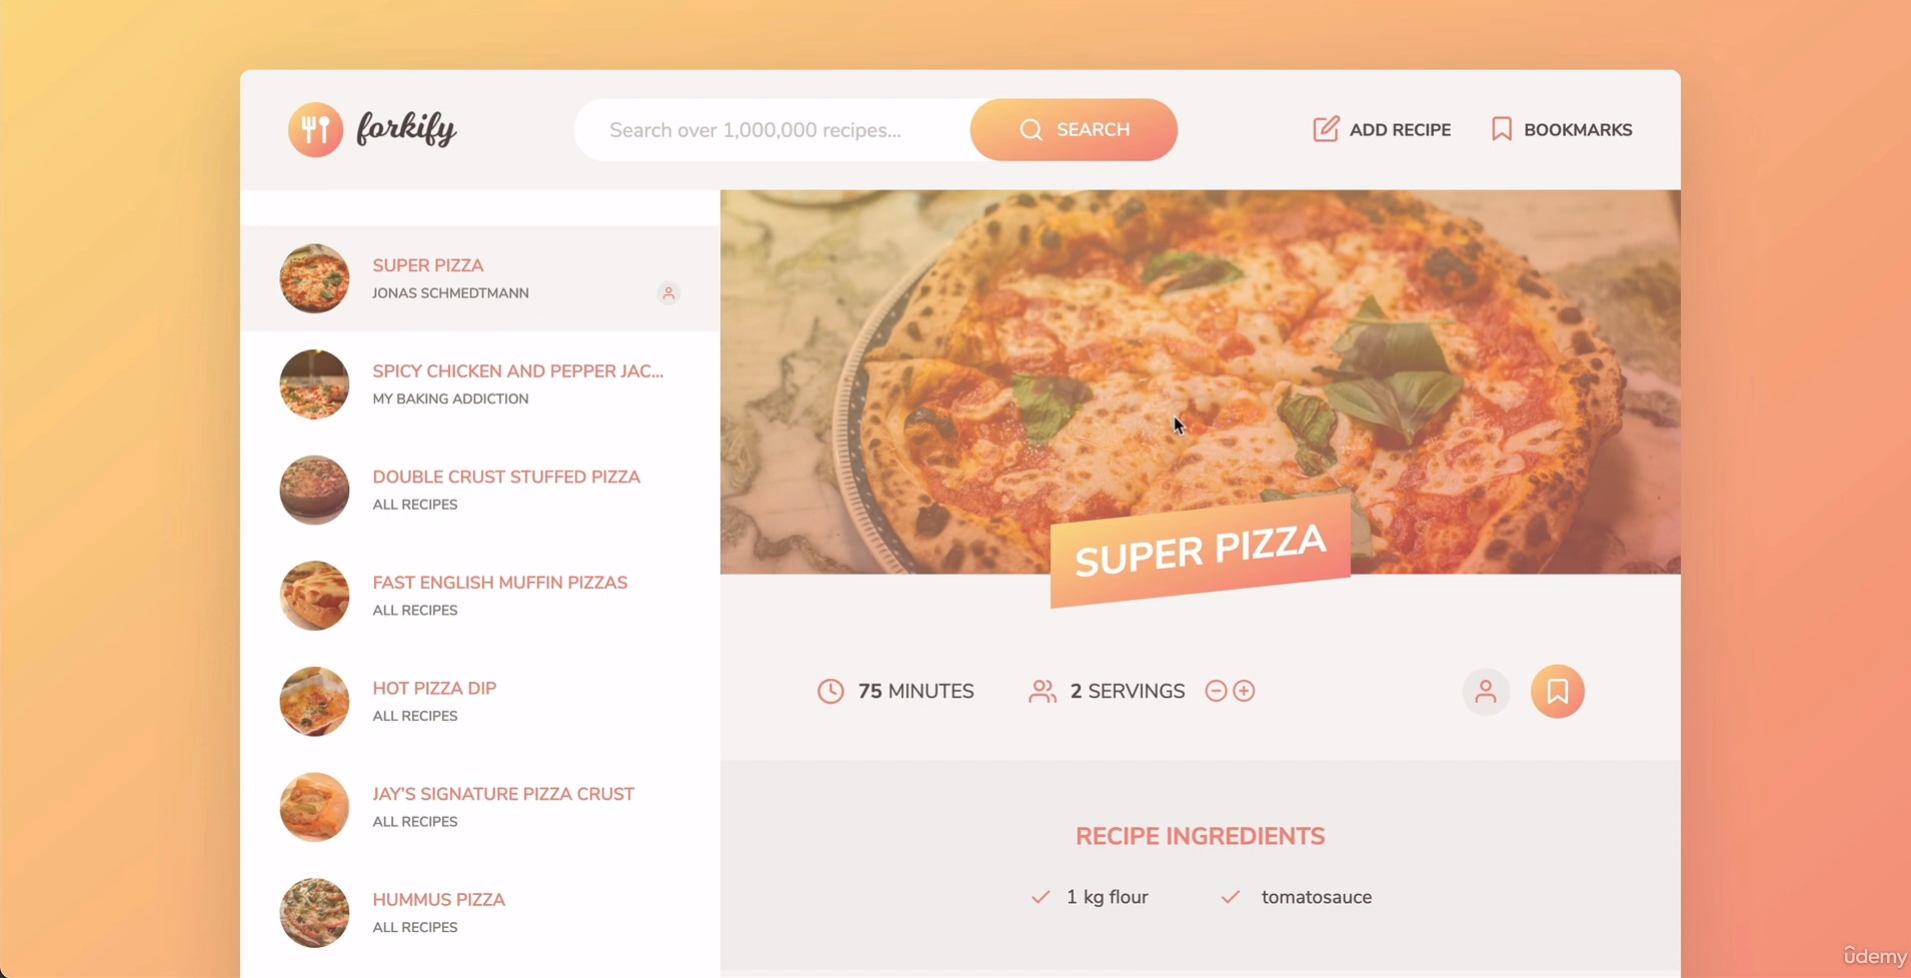 forkify
Search over 1,000,000 recipes...
SEARCH
ADD RECIPE
BOOKMARKS
SUPER PIZZA
JONAS SCHMEDTMANN
SPICY CHICKEN AND PEPPER JAC...
MY BAKING ADDICTION
DOUBLE CRUST STUFFED PIZZA
ALL RECIPES
FAST ENGLISH MUFFIN PIZZAS
ALL RECIPES
HOT PIZZA DIP
ALL RECIPES
JAY'S SIGNATURE PIZZA CRUST
ALL RECIPES
HUMMUS PIZZA
ALL RECIPES
SUPER PIZZA
75 MINUTES
2 SERVINGS
RECIPE INGREDIENTS
1 kg flour
tomatosauce
ûdemy